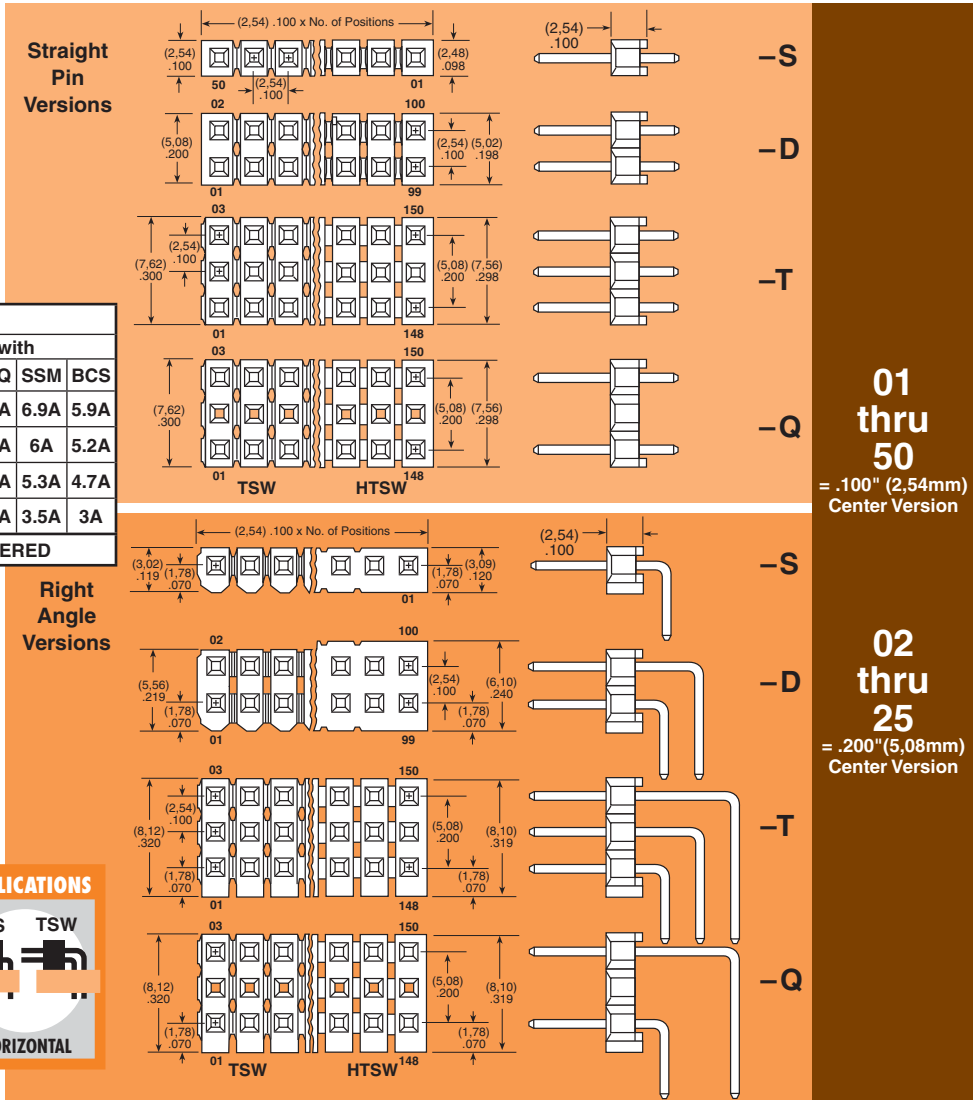 Straight
Pin
Versions
(2,54) .100 x No. of Positions
(2,54)
.100
(2,48)
.098
50
(2,54)
.100
01
(2,54)
.100
–S
02
100
(5,08)
.200
(2,54)
.100
(5,02)
.198
01
99
–D
03
150
(7,62)
.300
(2,54)
.100
(5,08)
.200
(7,56)
.298
01
148
–T
03
150
(7,62)
.300
(5,08)
.200
(7,56)
.298
01
148
TSW
HTSW
–Q
with
Q SSM BCS
A 6.9A 5.9A
A 6A 5.2A
A 5.3A 4.7A
A 3.5A 3A
ERED
Right
Angle
Versions
(2,54) .100 x No. of Positions
(3,02)
.119
(1,78)
.070
(1,78)
.070
(3,09)
.120
01
(2,54)
.100
–S
02
100
(5,56)
.219
(1,78)
.070
(2,54)
.100
(6,10)
.240
(1,78)
.070
01
99
–D
03
150
(2,54)
.100
(8,12)
.320
(1,78)
.070
(5,08)
.200
(8,10)
.319
(1,78)
.070
01
148
–T
03
150
(8,12)
.320
(1,78)
.070
(5,08)
.200
(8,10)
.319
(1,78)
.070
01
148
TSW
HTSW
–Q
LICATIONS
S TSW
RIZONTAL
01
thru
50
= .100" (2,54mm)
Center Version
02
thru
25
= .200"(5,08mm)
Center Version